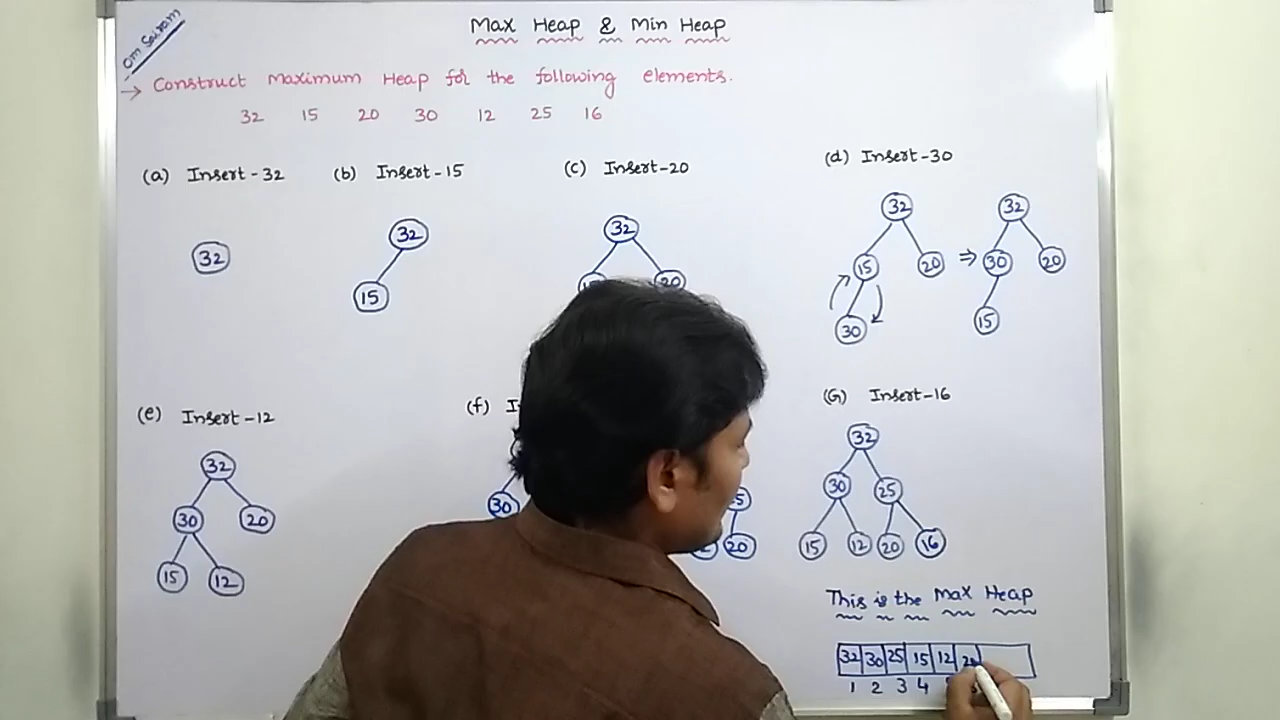 Om Sairam
Max Heap & Min Heap
→ Construct Maximum Heap for the following elements.
32 15 20 30 12 25 16
(a) Insert-32
(b) Insert-15
(c) Insert-20
(d) Insert-30
32
32
15
32
20
32
15 20
30
⇒
32
30 20
15
(e) Insert-12
(f)
(G) Insert-16
32
30 20
15 12
30
20
32
30 25
15 12 20 16
This is the Max Heap
32 30 25 15 12 20
1 2 3 4